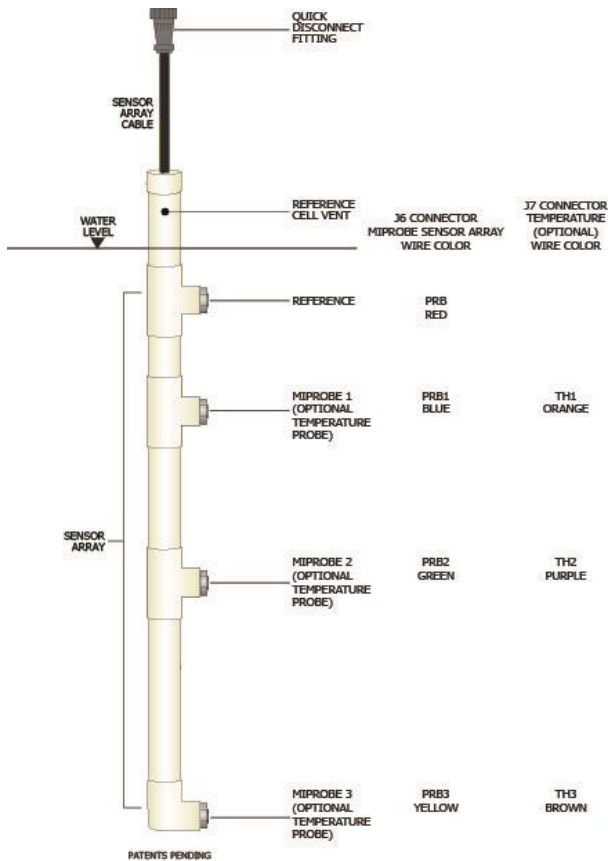 QUICK
DISCONNECT
FITTING
SENSOR
ARRAY
CABLE
REFERENCE
CELL VENT
J6 CONNECTOR
MIPROBE SENSOR ARRAY
WIRE COLOR
J7 CONNECTOR
TEMPERATURE
(OPTIONAL)
WIRE COLOR
WATER
LEVEL
REFERENCE
PRB
RED
MIPROBE 1
(OPTIONAL
TEMPERATURE
PROBE)
PRB1
BLUE
TH1
ORANGE
SENSOR
ARRAY
MIPROBE 2
(OPTIONAL
TEMPERATURE
PROBE)
PRB2
GREEN
TH2
PURPLE
MIPROBE 3
(OPTIONAL
TEMPERATURE
PROBE)
PRB3
YELLOW
TH3
BROWN
PATENTS PENDING